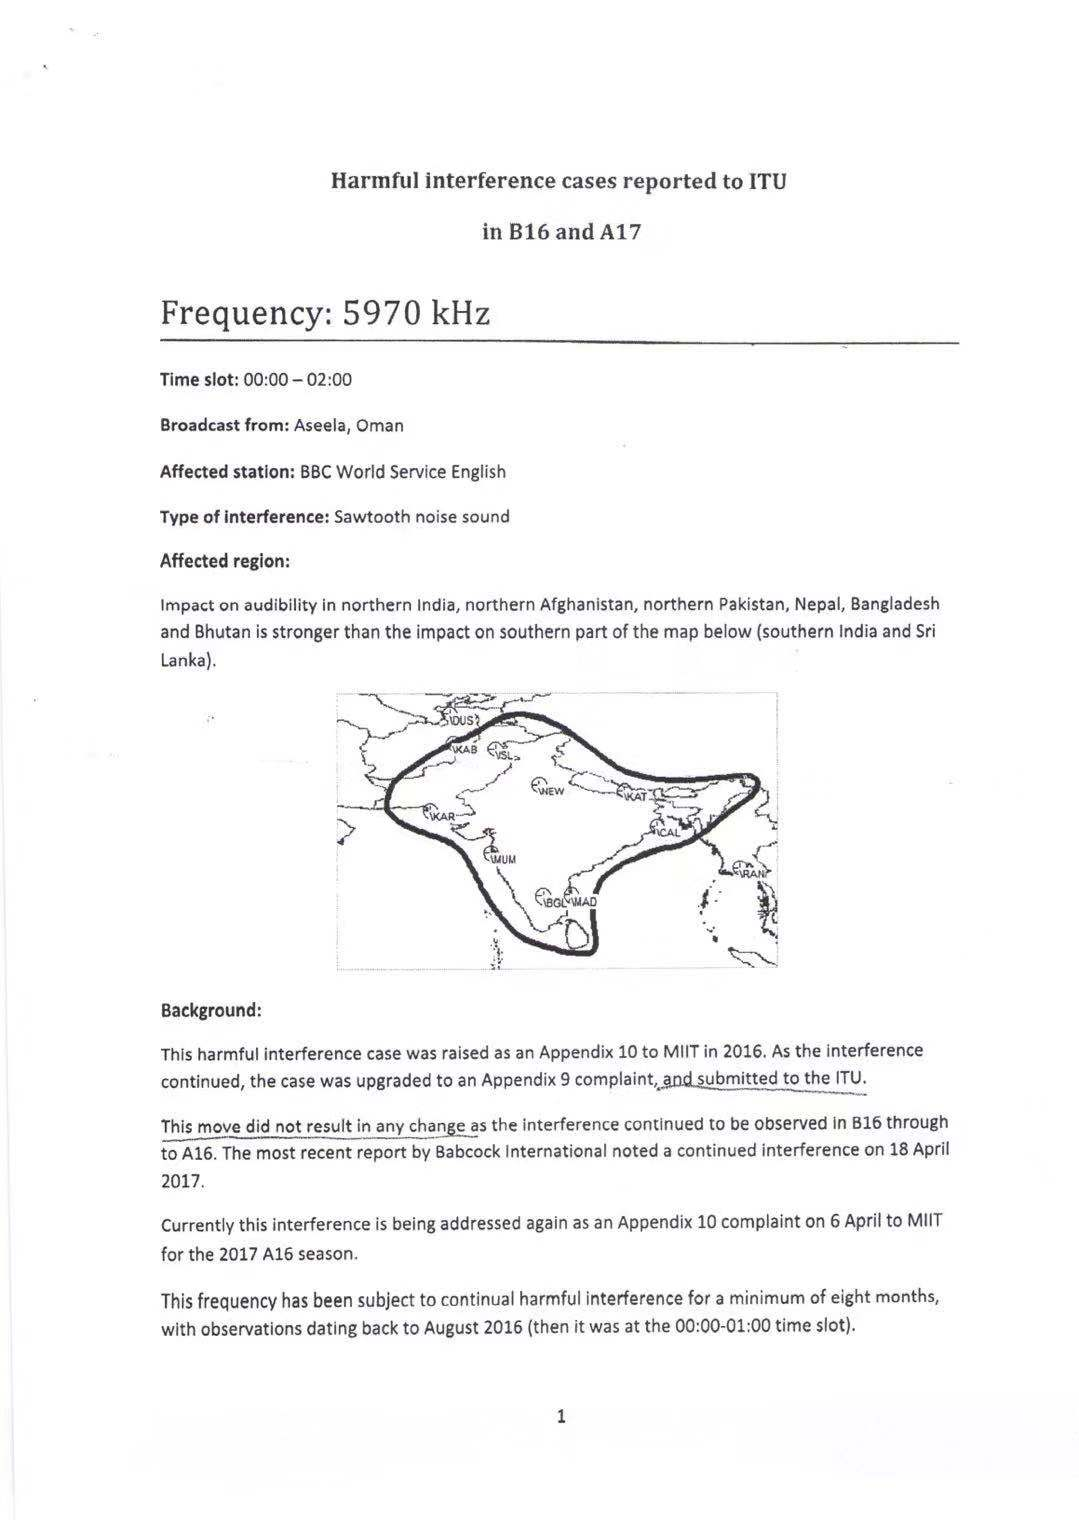 Harmful interference cases reported to ITU
in B16 and A17
Frequency: 5970 kHz
Time slot: 00:00 – 02:00
Broadcast from: Aseela, Oman
Affected station: BBC World Service English
Type of interference: Sawtooth noise sound
Affected region:
Impact on audibility in northern India, northern Afghanistan, northern Pakistan, Nepal, Bangladesh
and Bhutan is stronger than the impact on southern part of the map below (southern India and Sri
Lanka).
DUS
KAB
ISL
NEW
KAT
KAR
CAL
MUM
RAN
BGL
MAD
Background:
This harmful interference case was raised as an Appendix 10 to MIIT in 2016. As the interference
continued, the case was upgraded to an Appendix 9 complaint, and submitted to the ITU.
This move did not result in any change as the interference continued to be observed in B16 through
to A16. The most recent report by Babcock International noted a continued interference on 18 April
2017.
Currently this interference is being addressed again as an Appendix 10 complaint on 6 April to MIIT
for the 2017 A16 season.
This frequency has been subject to continual harmful interference for a minimum of eight months,
with observations dating back to August 2016 (then it was at the 00:00-01:00 time slot).
1